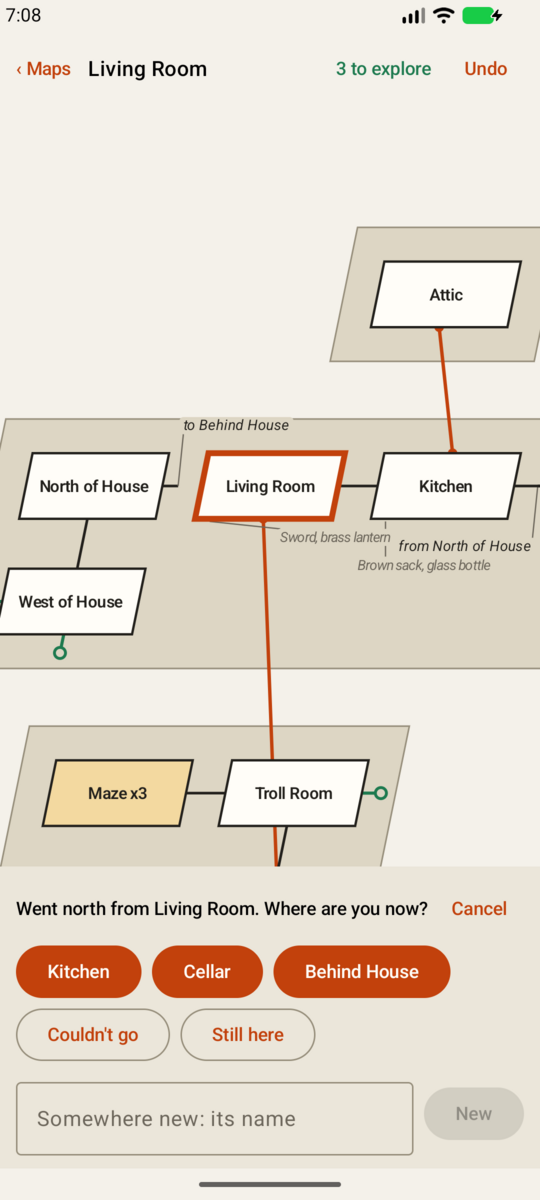 7:08
‹ Maps Living Room 3 to explore Undo
Attic
to Behind House
North of House
Living Room
Kitchen
Sword, brass lantern
from North of House
Brown sack, glass bottle
West of House
Maze x3
Troll Room
Went north from Living Room. Where are you now? Cancel
Kitchen Cellar Behind House
Couldn't go Still here
Somewhere new: its name New